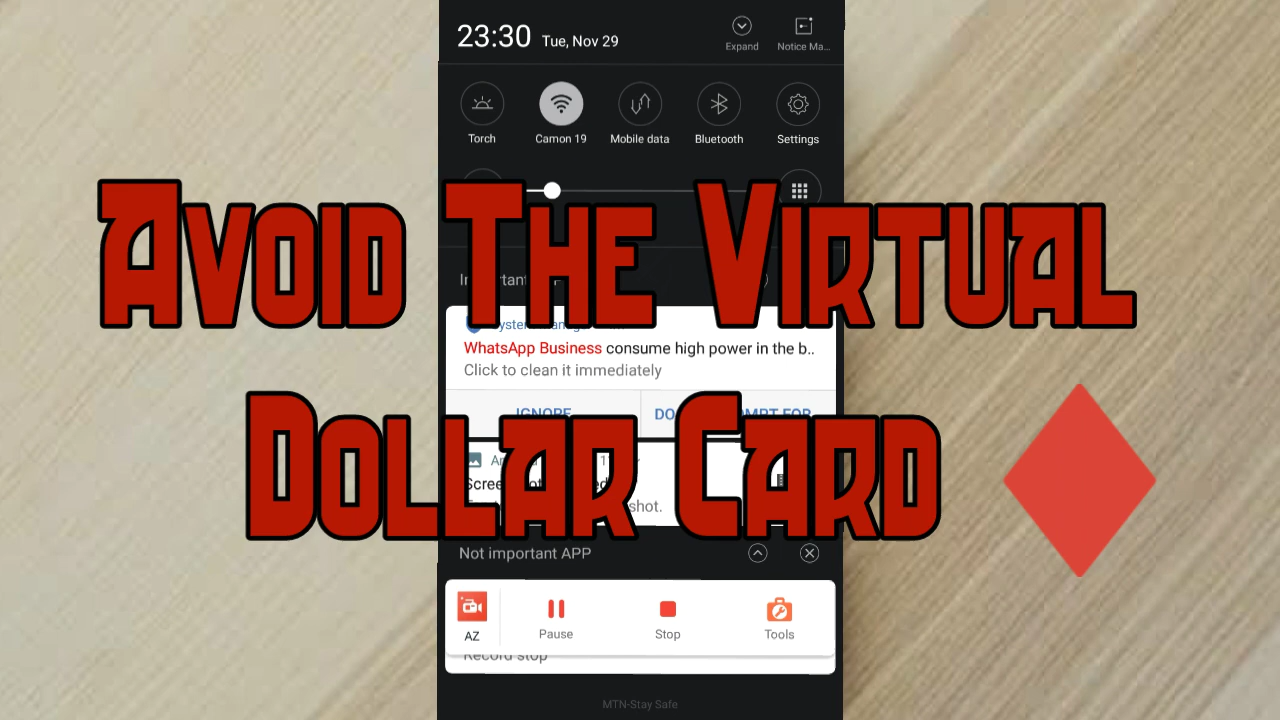 23:30 Tue, Nov 29
Expand
Notice Ma...
Torch
Camon 19
Mobile data
Bluetooth
Settings
AVOID THE VIRTUAL
WhatsApp Business consume high power in the b..
Click to clean it immediately
IGNORE
DOLLAR CARD
shot.
Not important APP
AZ
Pause
Stop
Tools
Record stop
MTN-Stay Safe